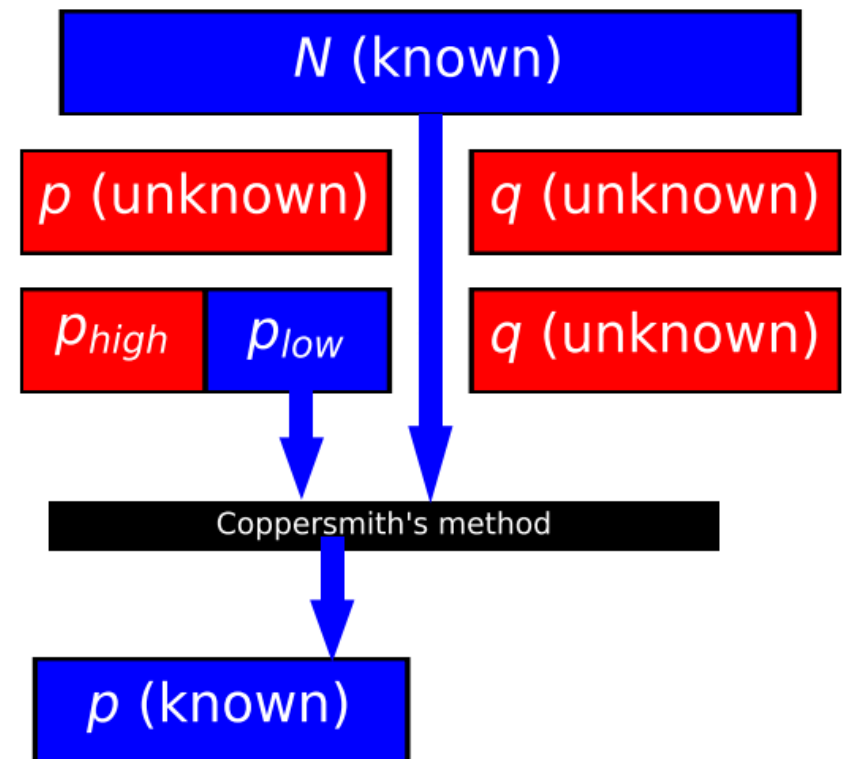 N (known)
p (unknown) q (unknown)
p_high p_low q (unknown)
Coppersmith's method
p (known)